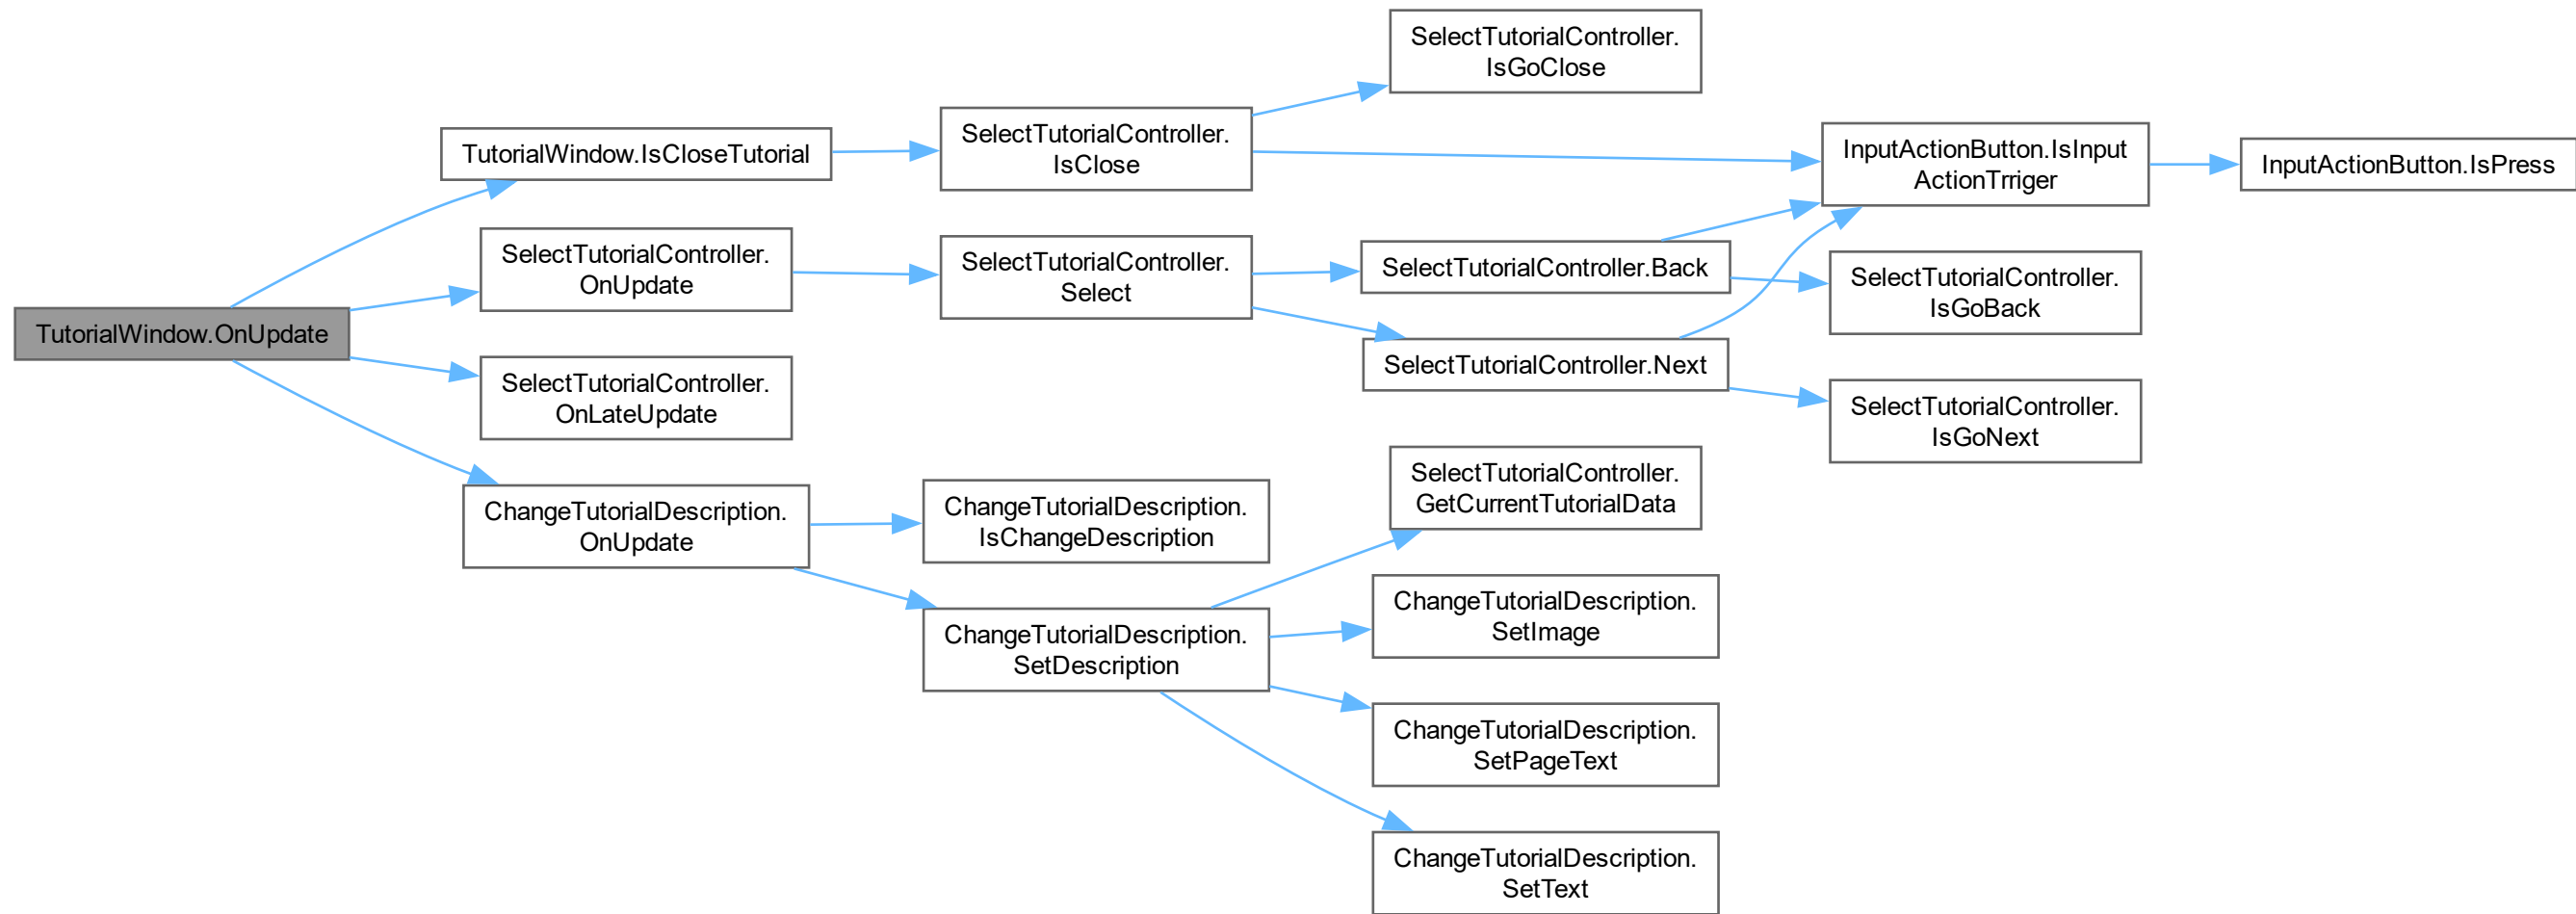 TutorialWindow.OnUpdate
TutorialWindow.IsCloseTutorial
SelectTutorialController.
OnUpdate
SelectTutorialController.
OnLateUpdate
ChangeTutorialDescription.
OnUpdate
SelectTutorialController.
IsClose
SelectTutorialController.
Select
ChangeTutorialDescription.
IsChangeDescription
ChangeTutorialDescription.
SetDescription
SelectTutorialController.
IsGoClose
SelectTutorialController.Back
SelectTutorialController.Next
SelectTutorialController.
GetCurrentTutorialData
ChangeTutorialDescription.
SetImage
ChangeTutorialDescription.
SetPageText
ChangeTutorialDescription.
SetText
InputActionButton.IsInput
ActionTrriger
SelectTutorialController.
IsGoBack
SelectTutorialController.
IsGoNext
InputActionButton.IsPress